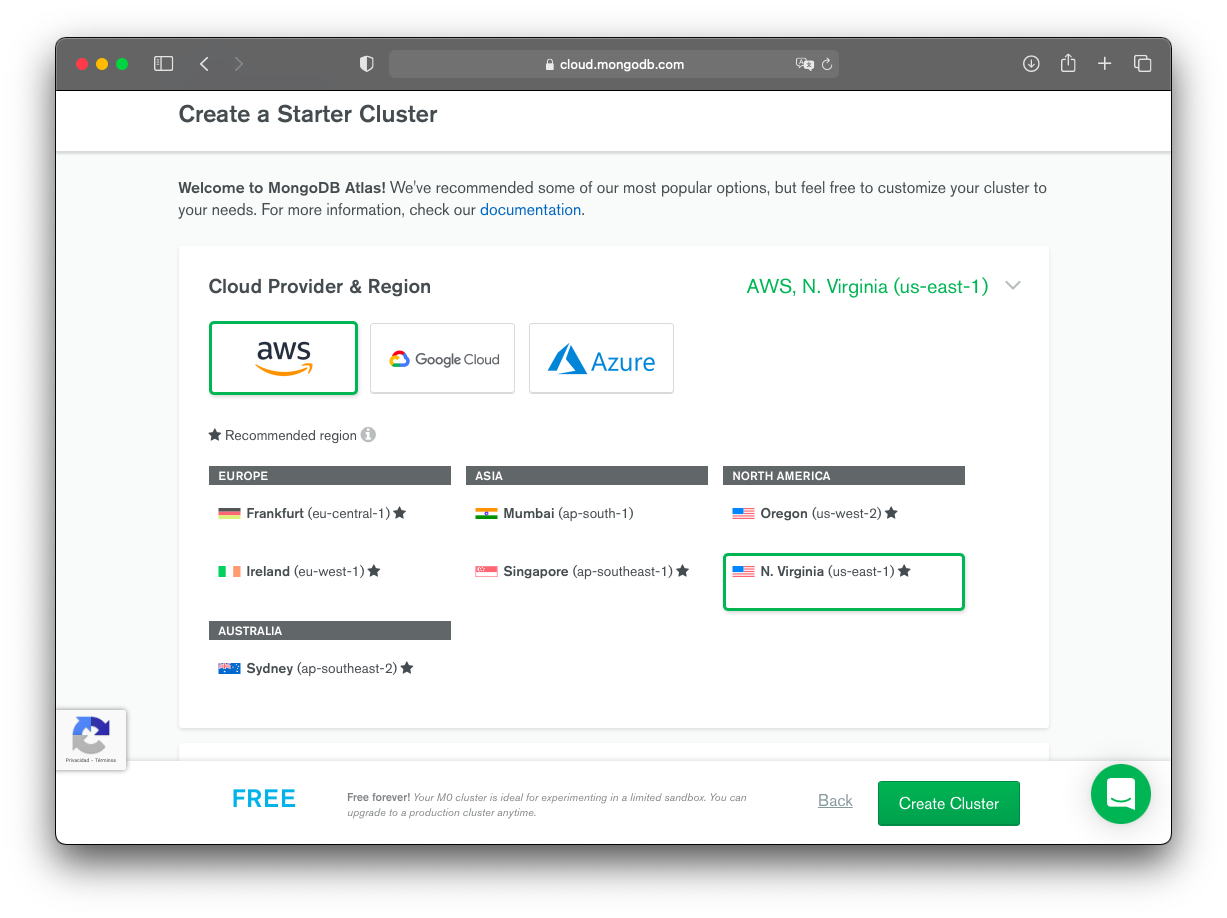 cloud.mongodb.com
Create a Starter Cluster
Welcome to MongoDB Atlas! We've recommended some of our most popular options, but feel free to customize your cluster to
your needs. For more information, check our documentation.
Cloud Provider & Region
AWS, N. Virginia (us-east-1)
aws
Google Cloud
Azure
★ Recommended region
EUROPE
ASIA
NORTH AMERICA
Frankfurt (eu-central-1) ★
Mumbai (ap-south-1)
Oregon (us-west-2) ★
Ireland (eu-west-1) ★
Singapore (ap-southeast-1) ★
N. Virginia (us-east-1) ★
AUSTRALIA
Sydney (ap-southeast-2) ★
Privacidad - Términos
FREE
Free forever! Your M0 cluster is ideal for experimenting in a limited sandbox. You can
upgrade to a production cluster anytime.
Back
Create Cluster